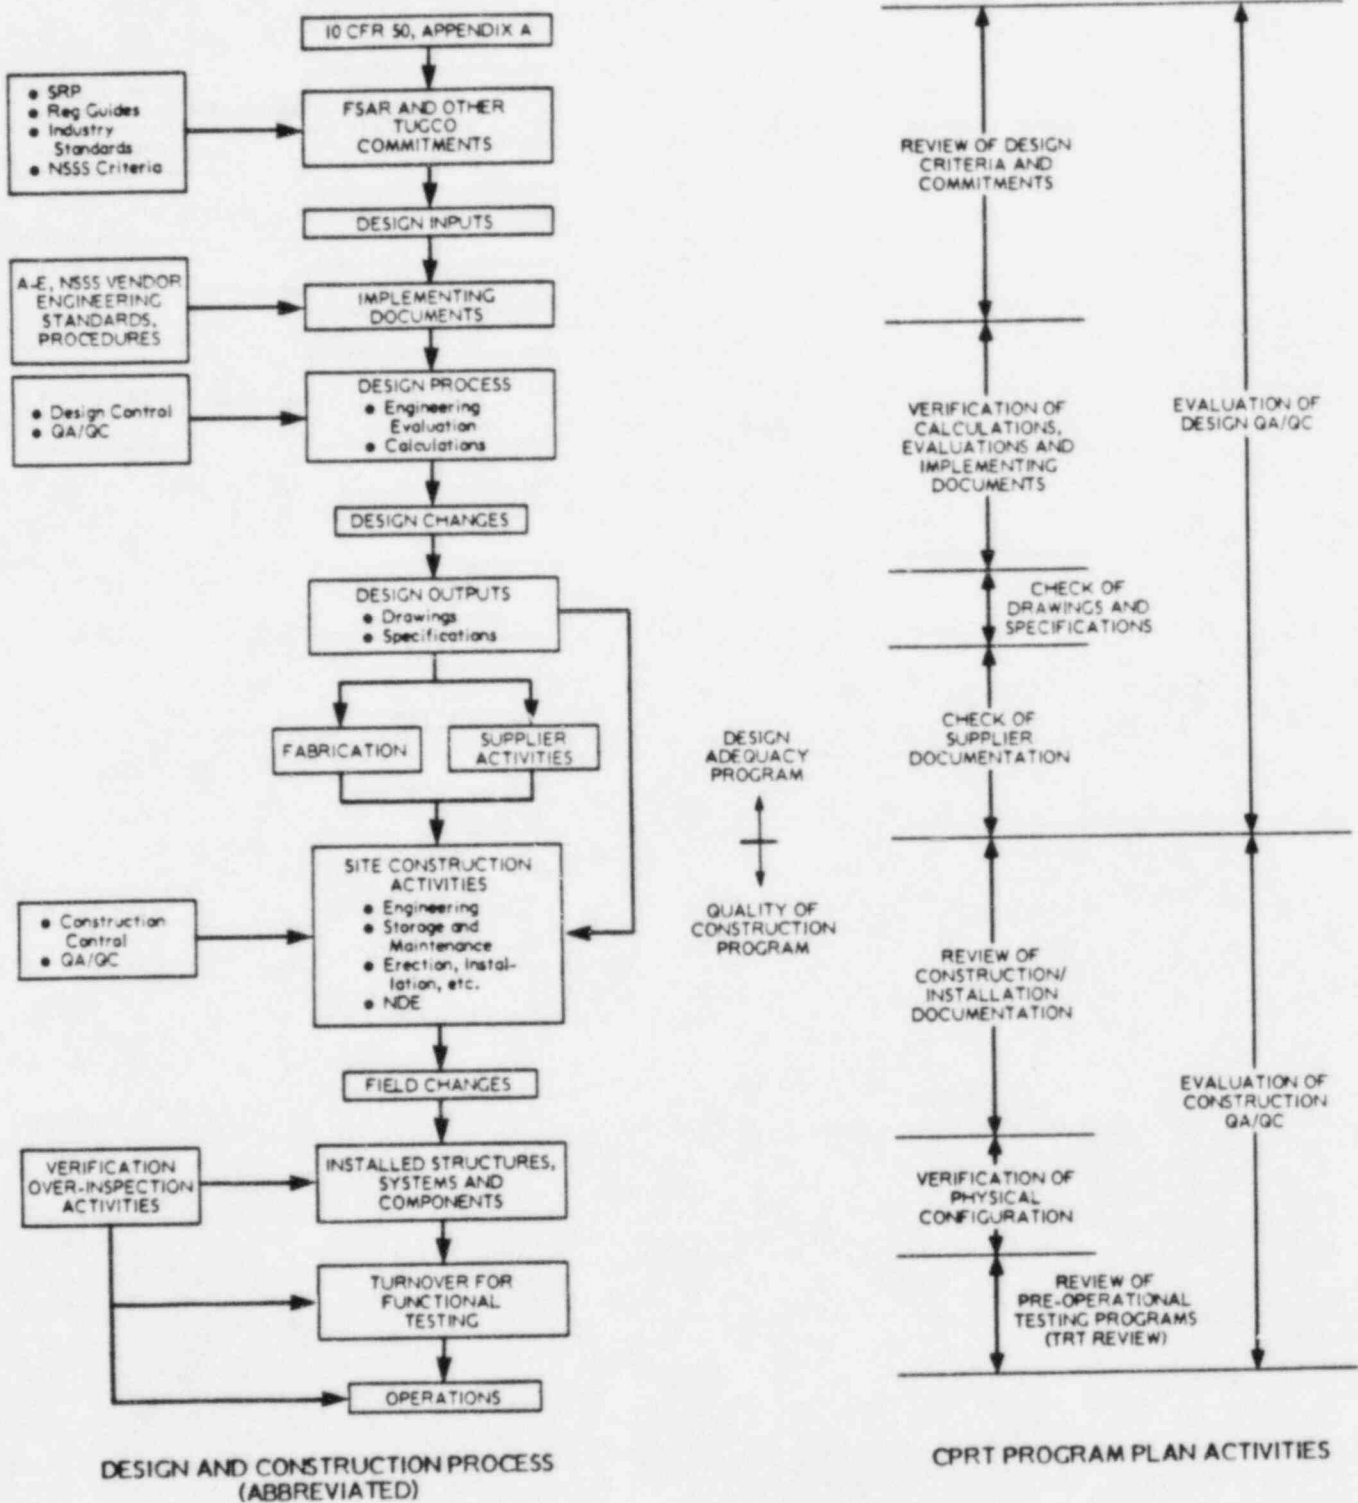 10 CFR 50, APPENDIX A
• SRP
• Reg Guides
• Industry
Standards
• NSSS Criteria
FSAR AND OTHER
TUGCO
COMMITMENTS
DESIGN INPUTS
A-E, NSSS VENDOR
ENGINEERING
STANDARDS,
PROCEDURES
IMPLEMENTING
DOCUMENTS
• Design Control
• QA/QC
DESIGN PROCESS
• Engineering
Evaluation
• Calculations
DESIGN CHANGES
DESIGN OUTPUTS
• Drawings
• Specifications
FABRICATION
SUPPLIER
ACTIVITIES
• Construction
Control
• QA/QC
SITE CONSTRUCTION
ACTIVITIES
• Engineering
• Storage and
Maintenance
• Erection, Instal-
lation, etc.
• NDE
FIELD CHANGES
VERIFICATION
OVER-INSPECTION
ACTIVITIES
INSTALLED STRUCTURES,
SYSTEMS AND
COMPONENTS
TURNOVER FOR
FUNCTIONAL
TESTING
OPERATIONS
DESIGN AND CONSTRUCTION PROCESS
(ABBREVIATED)
DESIGN
ADEQUACY
PROGRAM
QUALITY OF
CONSTRUCTION
PROGRAM
REVIEW OF DESIGN
CRITERIA AND
COMMITMENTS
VERIFICATION OF
CALCULATIONS,
EVALUATIONS AND
IMPLEMENTING
DOCUMENTS
EVALUATION OF
DESIGN QA/QC
CHECK OF
DRAWINGS AND
SPECIFICATIONS
CHECK OF
SUPPLIER
DOCUMENTATION
REVIEW OF
CONSTRUCTION/
INSTALLATION
DOCUMENTATION
EVALUATION OF
CONSTRUCTION
QA/QC
VERIFICATION OF
PHYSICAL
CONFIGURATION
REVIEW OF
PRE-OPERATIONAL
TESTING PROGRAMS
(TRT REVIEW)
CPRT PROGRAM PLAN ACTIVITIES